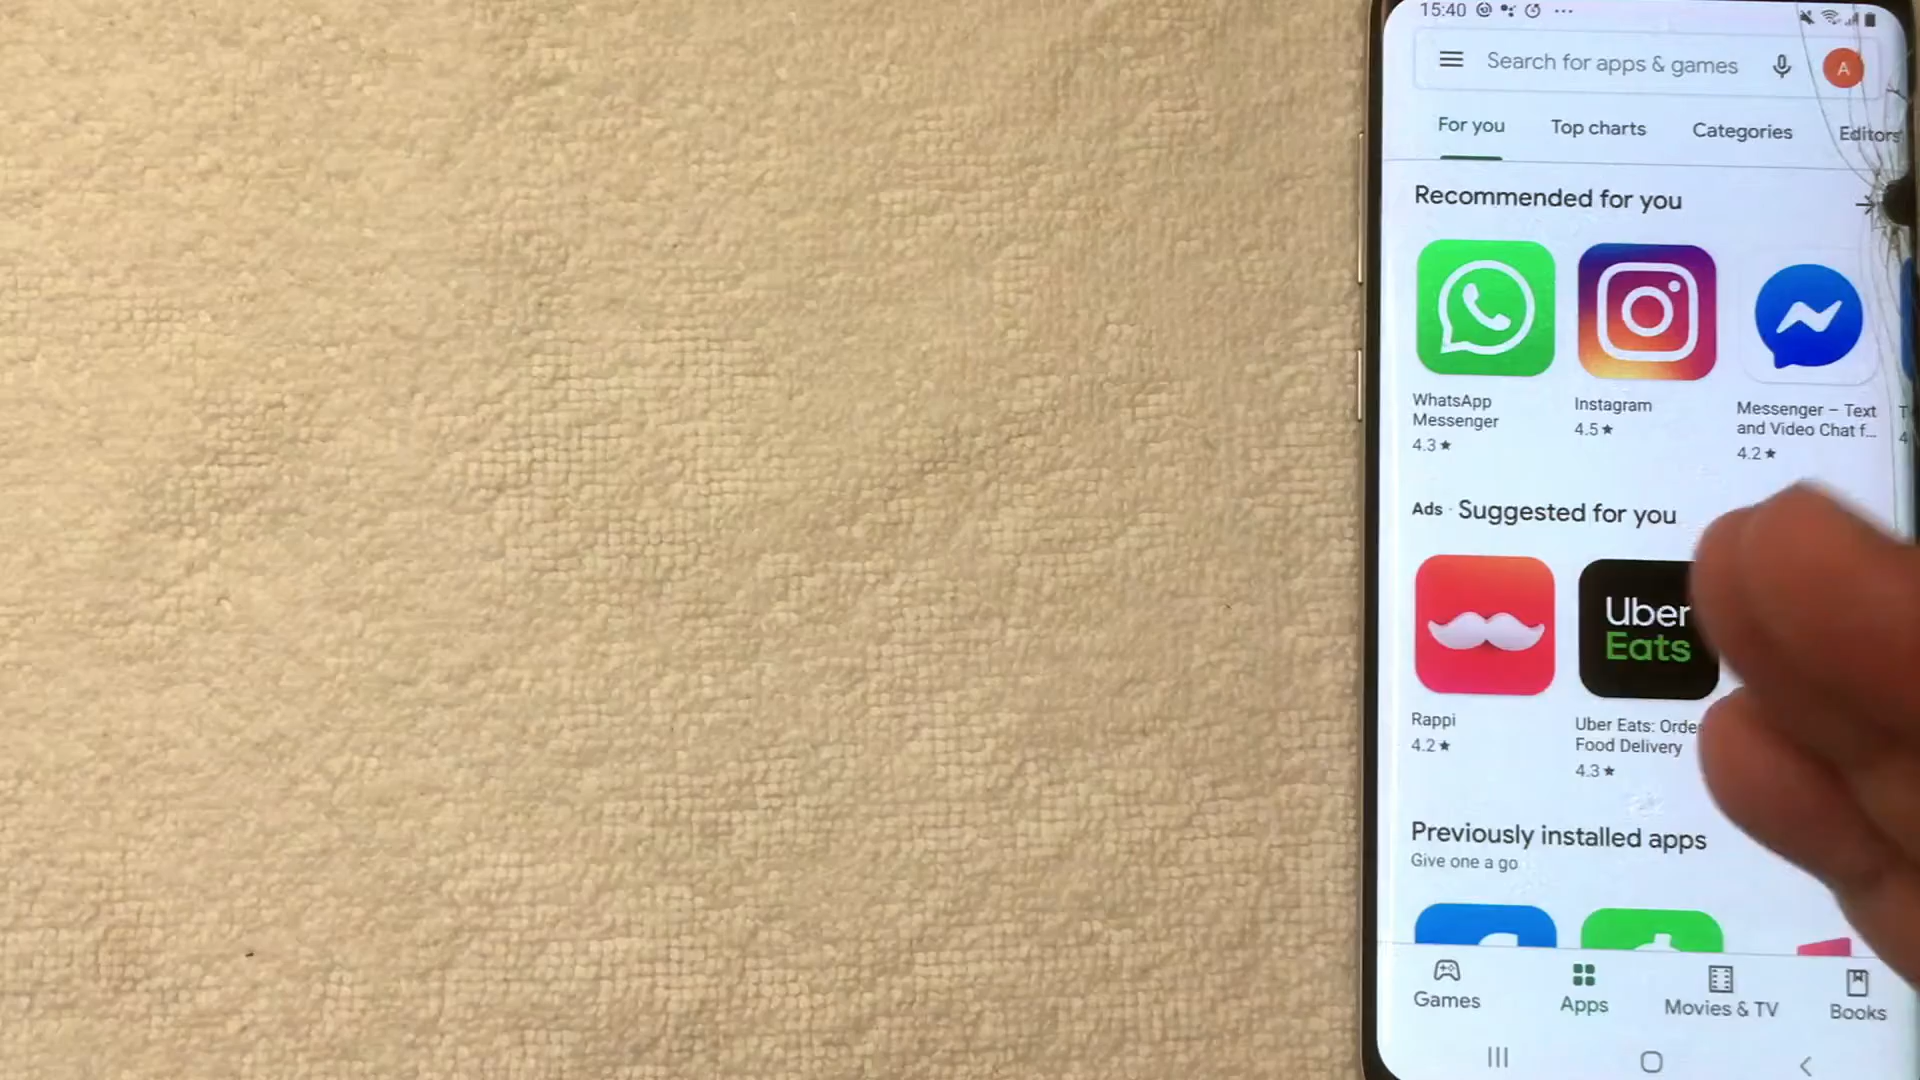 15:40
Search for apps & games
A
For you Top charts Categories Editors
Recommended for you
WhatsApp
Messenger
4.3★
Instagram
4.5★
Messenger – Text
and Video Chat f...
4.2★
Ads · Suggested for you
Uber
Eats
Rappi
4.2★
Uber Eats: Orde
Food Delivery
4.3★
Previously installed apps
Give one a go
Games Apps Movies & TV Books